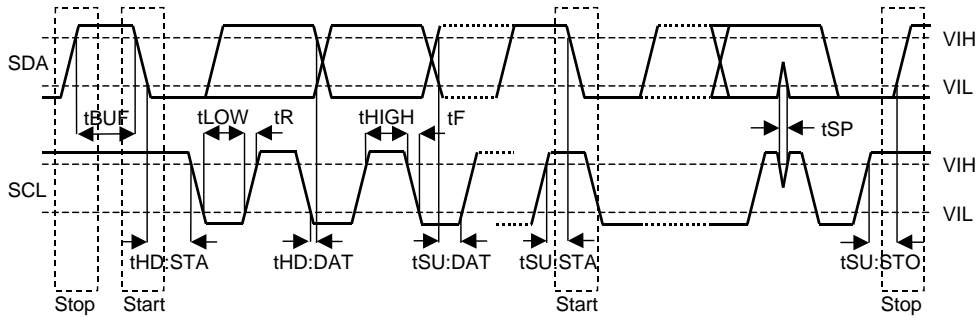 VIH
SDA
VIL
tBUF tLOW tR tHIGH tF tSP
VIH
SCL
VIL
tHD:STA tHD:DAT tSU:DAT tSU:STA tSU:STO
Stop Start Start Stop